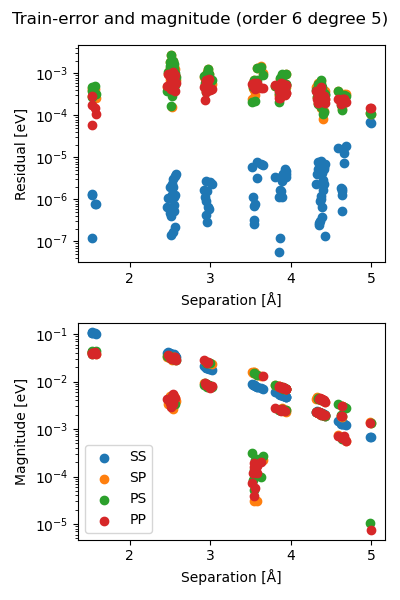 Train-error and magnitude (order 6 degree 5)
Residual [eV]
10⁻³
10⁻⁴
10⁻⁵
10⁻⁶
10⁻⁷
2 3 4 5
Separation [Å]
Magnitude [eV]
10⁻¹
10⁻²
10⁻³
10⁻⁴
10⁻⁵
SS
SP
PS
PP
2 3 4 5
Separation [Å]